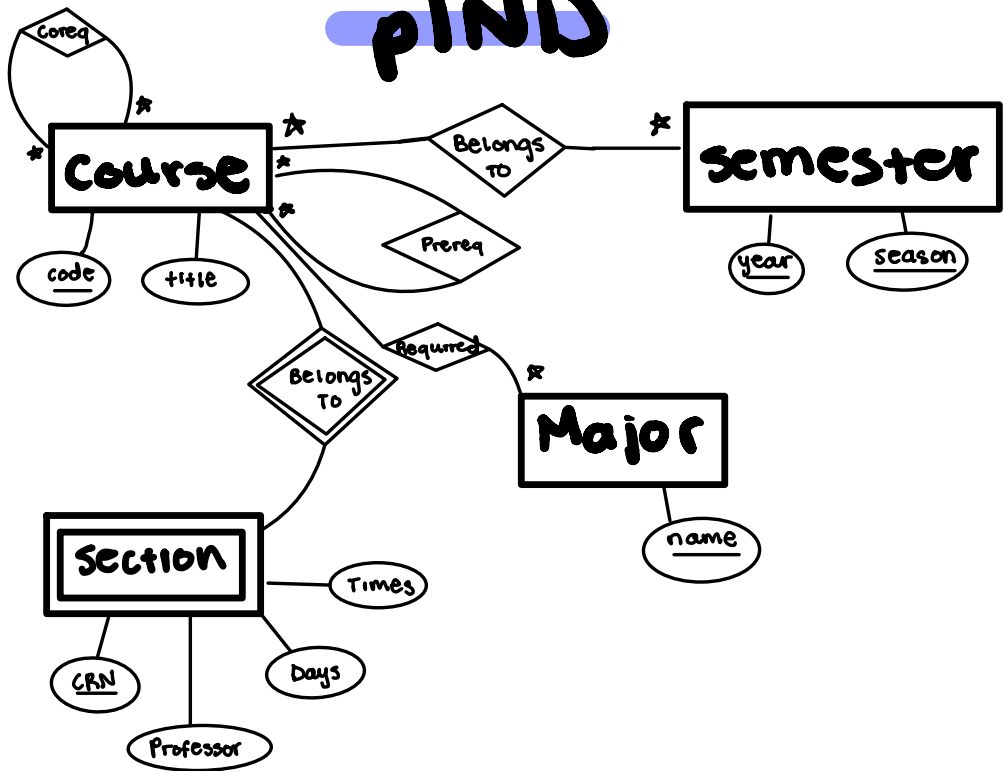 pIND
Coreq
Course
Belongs
TO
semester
Prereq
code
title
year
season
Required
Belongs
TO
Major
name
section
Times
CRN
Days
Professor